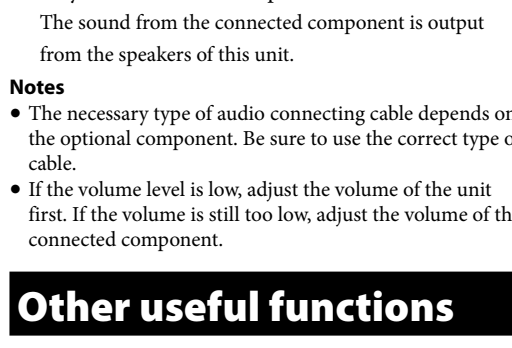 The sound from the connected component is output
from the speakers of this unit.
Notes
● The necessary type of audio connecting cable depends on
the optional component. Be sure to use the correct type o
cable.
● If the volume level is low, adjust the volume of the unit
first. If the volume is still too low, adjust the volume of th
connected component.
Other useful functions